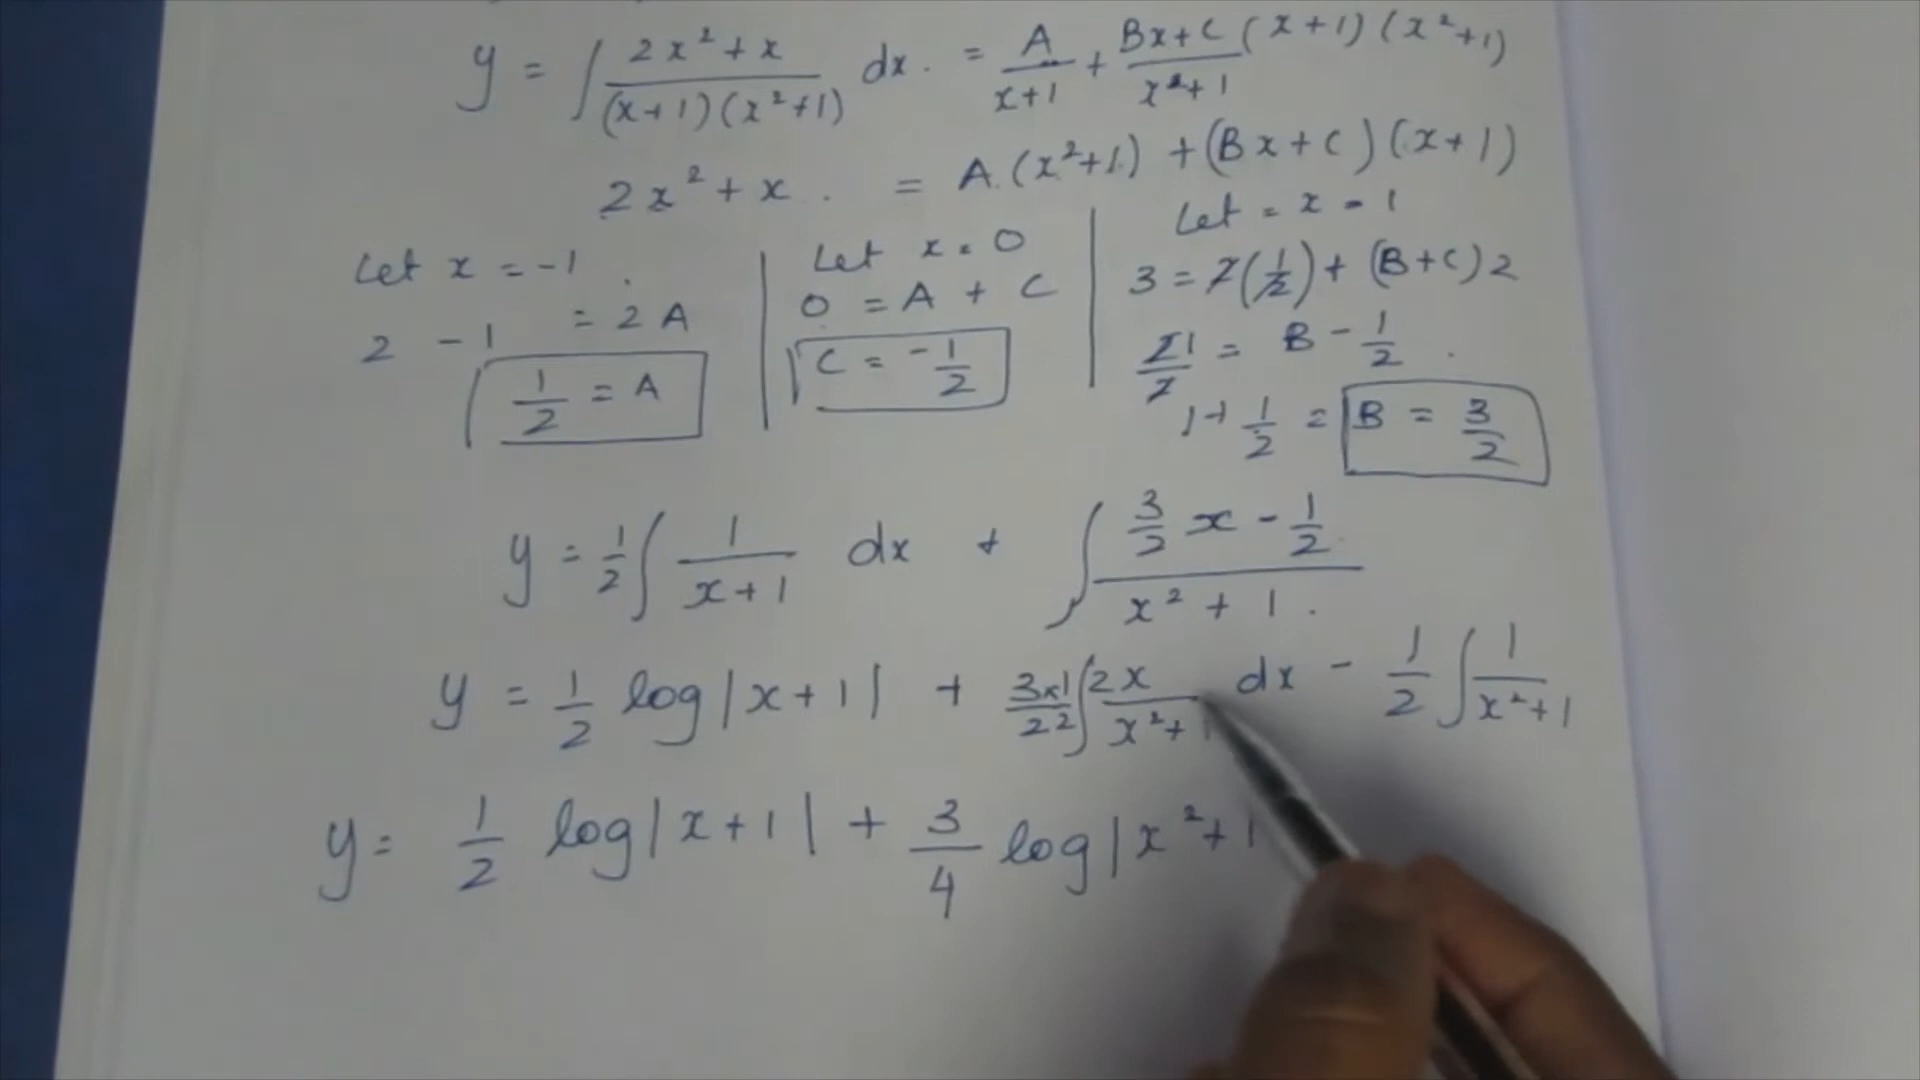 y = ∫ 2x² + x / (x+1)(x²+1) dx. = A / x+1 + Bx+C / x²+1 (x+1)(x²+1)
2x² + x . = A.(x²+1) + (Bx+C)(x+1)
Let x = -1 .
2 - 1 = 2A
1/2 = A
Let x = 0
0 = A + C
C = -1/2
Let = x = 1
3 = 2(1/2) + (B+C)2
21/2 = B - 1/2 .
1+1/2 = B = 3/2
y = 1/2 ∫ 1 / x+1 dx + ∫ 3/2 x - 1/2 / x² + 1 .
y = 1/2 log|x+1| + 3×1/22 ∫ 2x / x²+1 dx - 1/2 ∫ 1 / x²+1
y = 1/2 log|x+1| + 3/4 log|x²+1